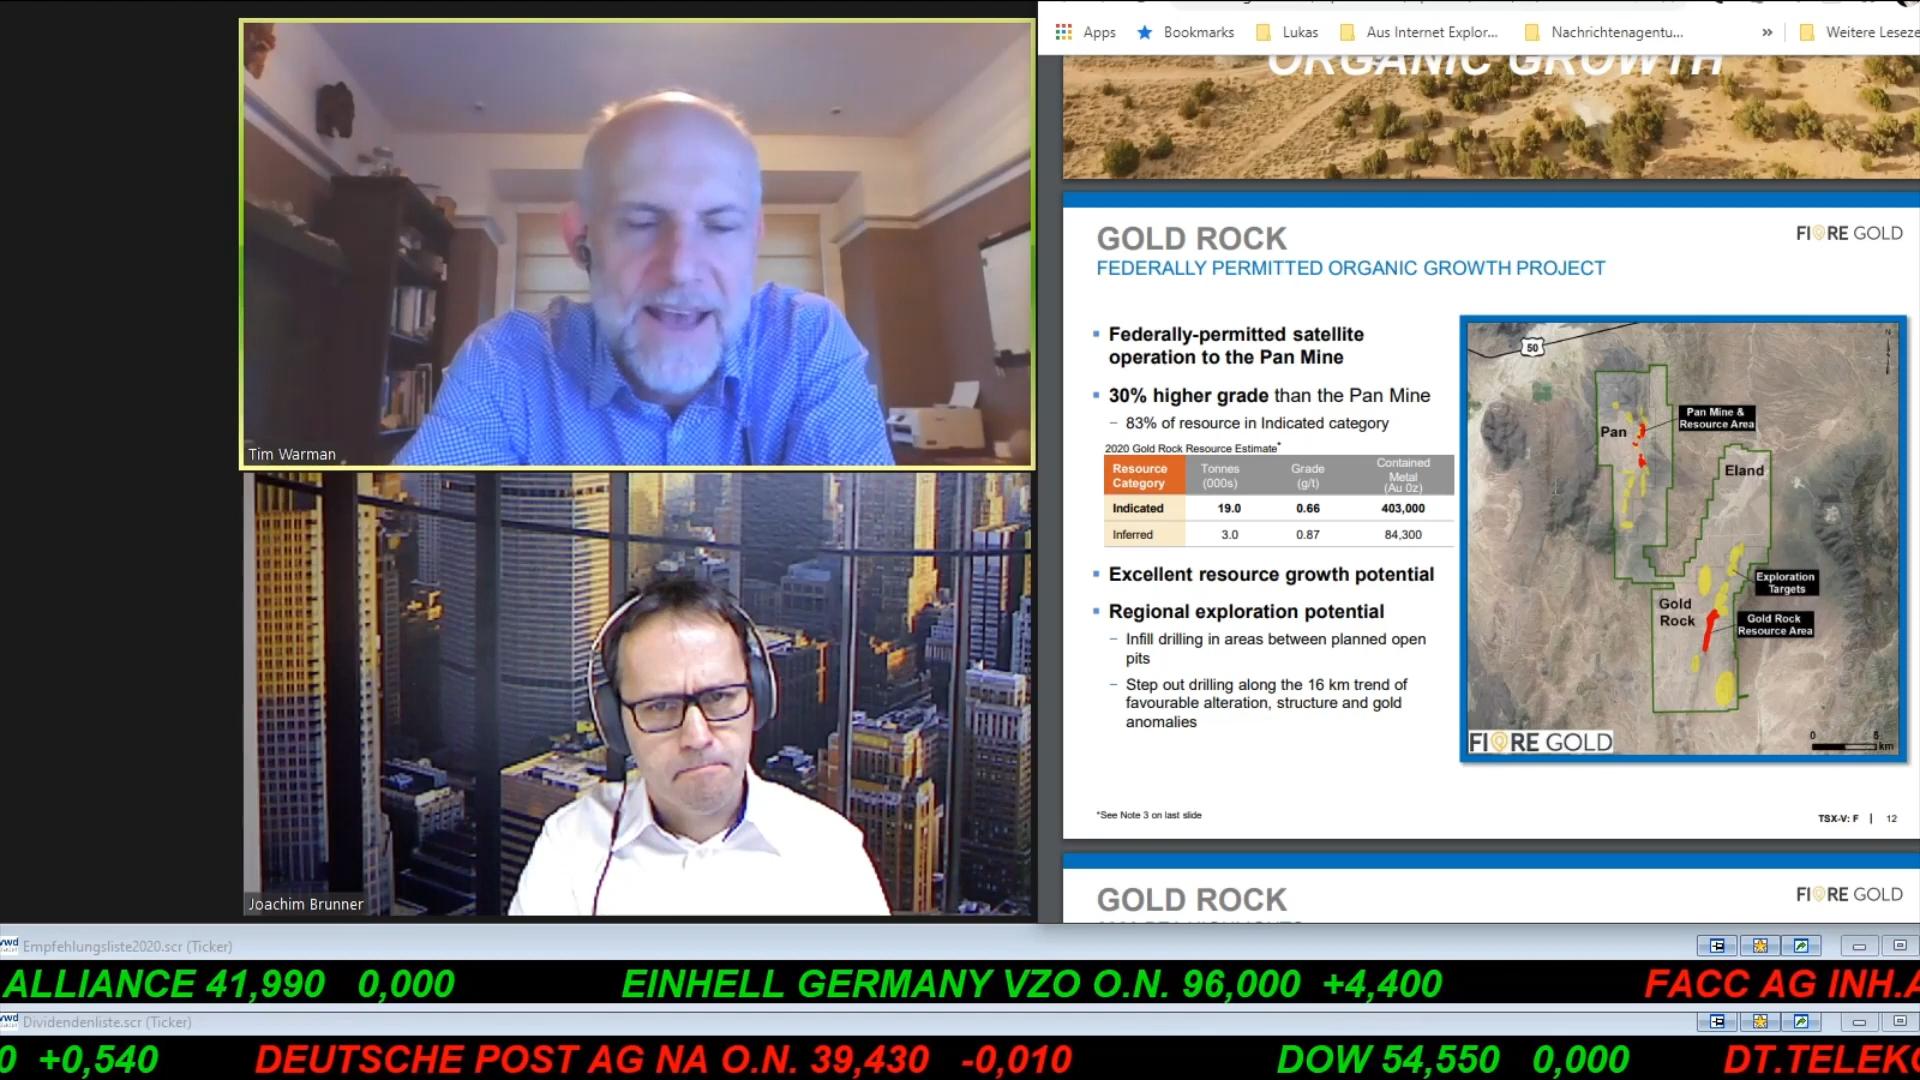 Apps
Bookmarks
Lukas
Aus Internet Explor...
Nachrichtenagentu...
»
Weitere Leseze
ORGANIC GROWTH
GOLD ROCK
FIORE GOLD
FEDERALLY PERMITTED ORGANIC GROWTH PROJECT
Federally-permitted satellite
operation to the Pan Mine
30% higher grade than the Pan Mine
– 83% of resource in Indicated category
2020 Gold Rock Resource Estimate*
Resource Category Tonnes (000s) Grade (g/t) Contained Metal (Au 0z)
Indicated 19.0 0.66 403,000
Inferred 3.0 0.87 84,300
Excellent resource growth potential
Regional exploration potential
– Infill drilling in areas between planned open
pits
– Step out drilling along the 16 km trend of
favourable alteration, structure and gold
anomalies
50
N
Pan
Pan Mine &
Resource Area
Eland
Exploration
Targets
Gold
Rock
Gold Rock
Resource Area
FIORE GOLD
0 5
km
*See Note 3 on last slide
TSX-V: F | 12
GOLD ROCK
FIORE GOLD
Tim Warman
Joachim Brunner
vwd Empfehlungsliste2020.scr (Ticker)
ALLIANCE 41,990 0,000 EINHELL GERMANY VZO O.N. 96,000 +4,400 FACC AG INH.A
vwd Dividendenliste.scr (Ticker)
0 +0,540 DEUTSCHE POST AG NA O.N. 39,430 -0,010 DOW 54,550 0,000 DT.TELEKO